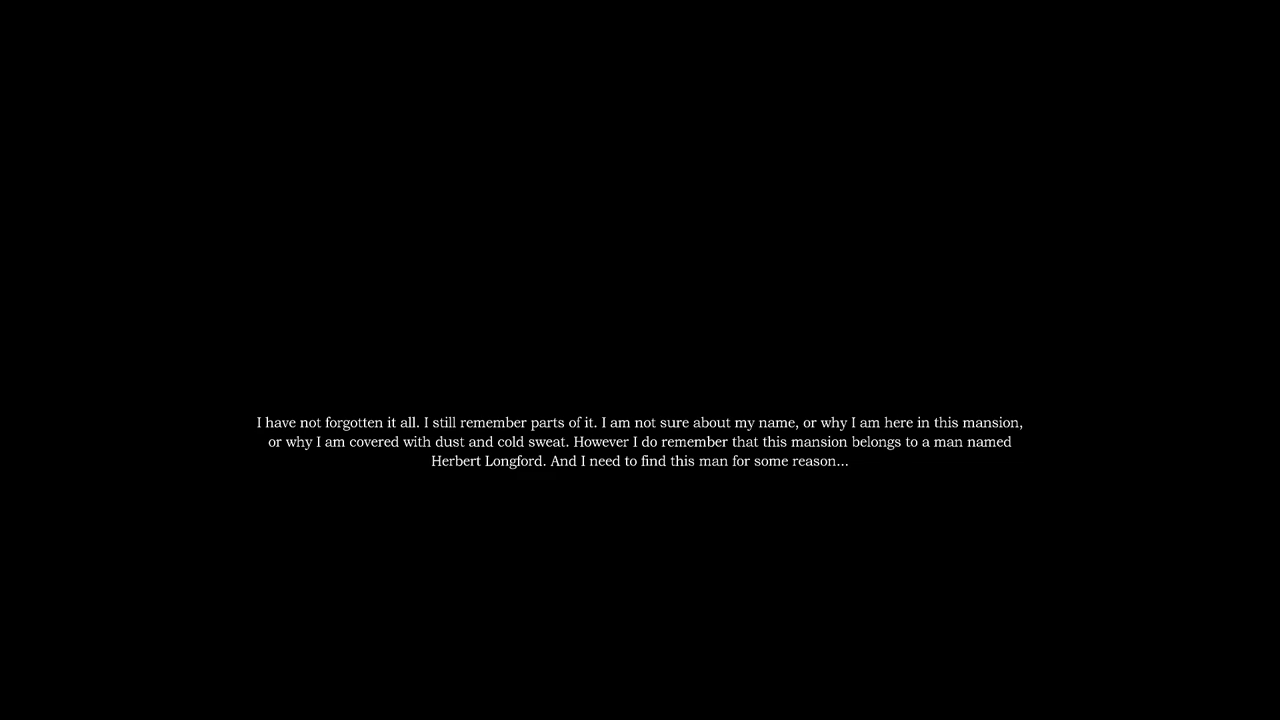 I have not forgotten it all. I still remember parts of it. I am not sure about my name, or why I am here in this mansion,
or why I am covered with dust and cold sweat. However I do remember that this mansion belongs to a man named
Herbert Longford. And I need to find this man for some reason...